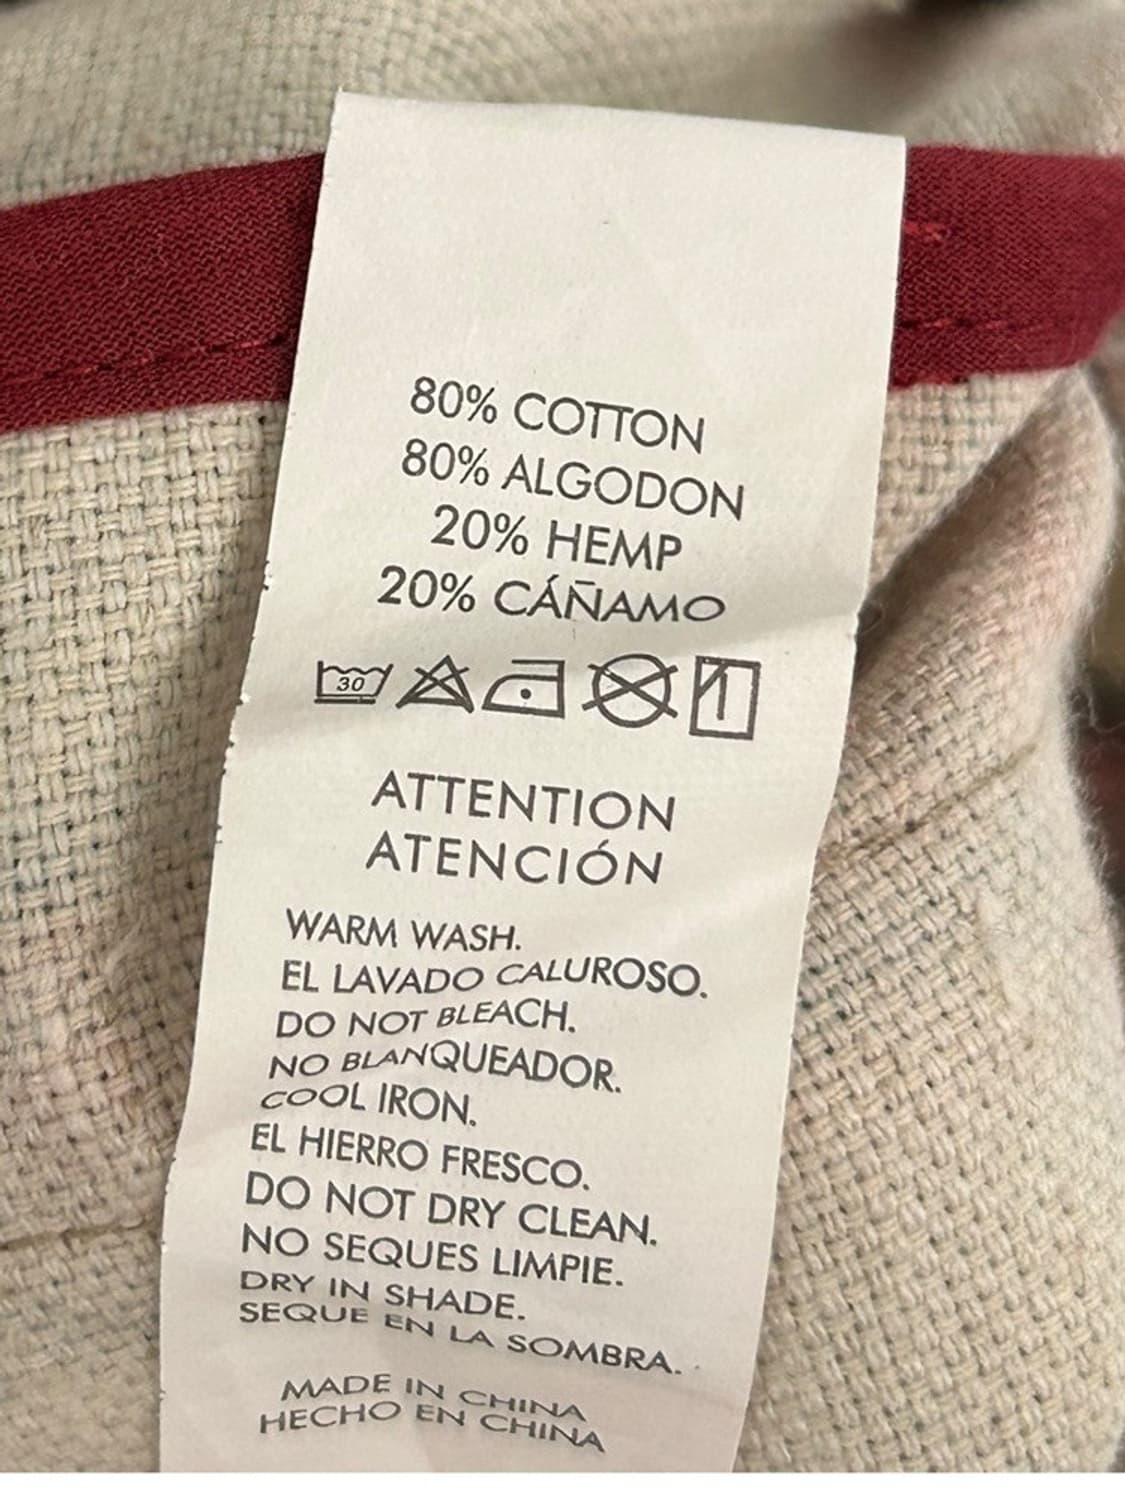 80% COTTON
80% ALGODON
20% HEMP
20% CÁÑAMO
30
ATTENTION
ATENCIÓN
WARM WASH.
EL LAVADO CALUROSO.
DO NOT BLEACH.
NO BLANQUEADOR.
COOL IRON.
EL HIERRO FRESCO.
DO NOT DRY CLEAN.
NO SEQUES LIMPIE.
DRY IN SHADE.
SEQUE EN LA SOMBRA.
MADE IN CHINA
HECHO EN CHINA